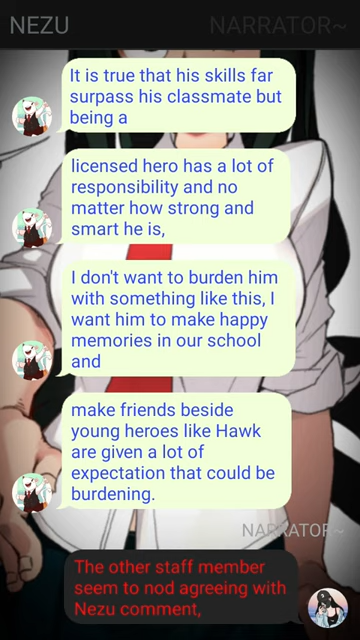 NEZU
NARRATOR~
It is true that his skills far
surpass his classmate but
being a
licensed hero has a lot of
responsibility and no
matter how strong and
smart he is,
I don't want to burden him
with something like this, I
want him to make happy
memories in our school
and
make friends beside
young heroes like Hawk
are given a lot of
expectation that could be
burdening.
NARRATOR~
The other staff member
seem to nod agreeing with
Nezu comment,